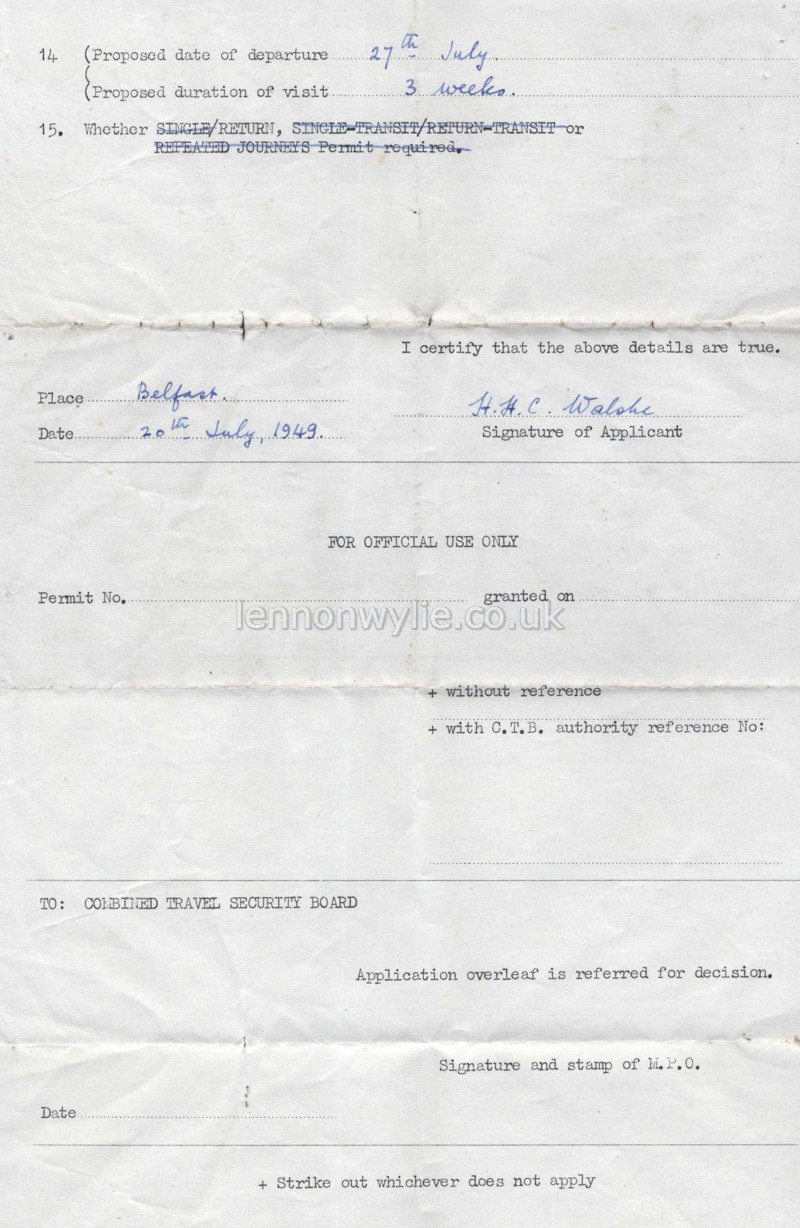 14 (Proposed date of departure 27th July.
(
(Proposed duration of visit 3 weeks.
15. Whether SINGLE/RETURN, SINGLE-TRANSIT/RETURN-TRANSIT or
REPEATED JOURNEYS Permit required.
I certify that the above details are true.
Place Belfast.
H. H. C. Walshe
Date 20th July, 1949.
Signature of Applicant
FOR OFFICIAL USE ONLY
Permit No. granted on
lennonwylie.co.uk
+ without reference
+ with C.T.B. authority reference No:
TO: COMBINED TRAVEL SECURITY BOARD
Application overleaf is referred for decision.
Signature and stamp of M.P.O.
Date
+ Strike out whichever does not apply